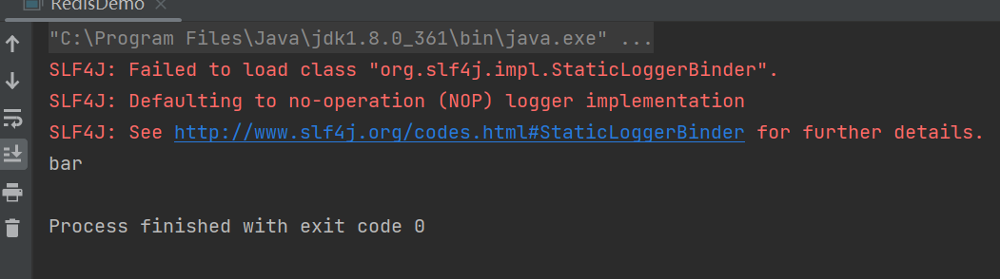 RedisDemo
"C:\Program Files\Java\jdk1.8.0_361\bin\java.exe" ...
SLF4J: Failed to load class "org.slf4j.impl.StaticLoggerBinder".
SLF4J: Defaulting to no-operation (NOP) logger implementation
SLF4J: See http://www.slf4j.org/codes.html#StaticLoggerBinder for further details.
bar
Process finished with exit code 0